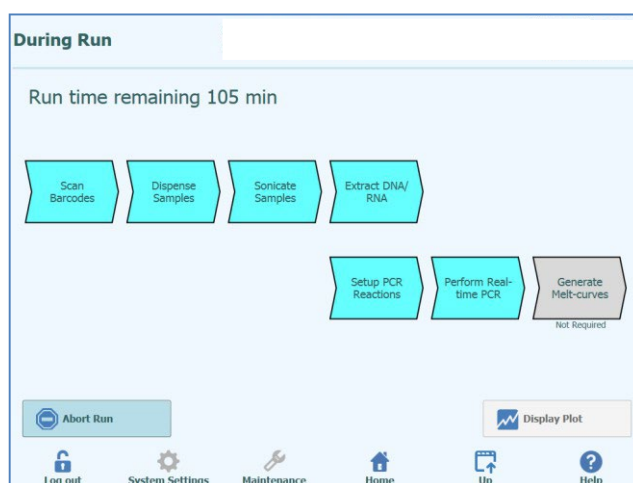 During Run
Run time remaining 105 min
Scan
Barcodes
Dispense
Samples
Sonicate
Samples
Extract DNA/
RNA
Setup PCR
Reactions
Perform Real-
time PCR
Generate
Melt-curves
Not Required
Abort Run
Display Plot
Log out
System Settings
Maintenance
Home
Up
Help